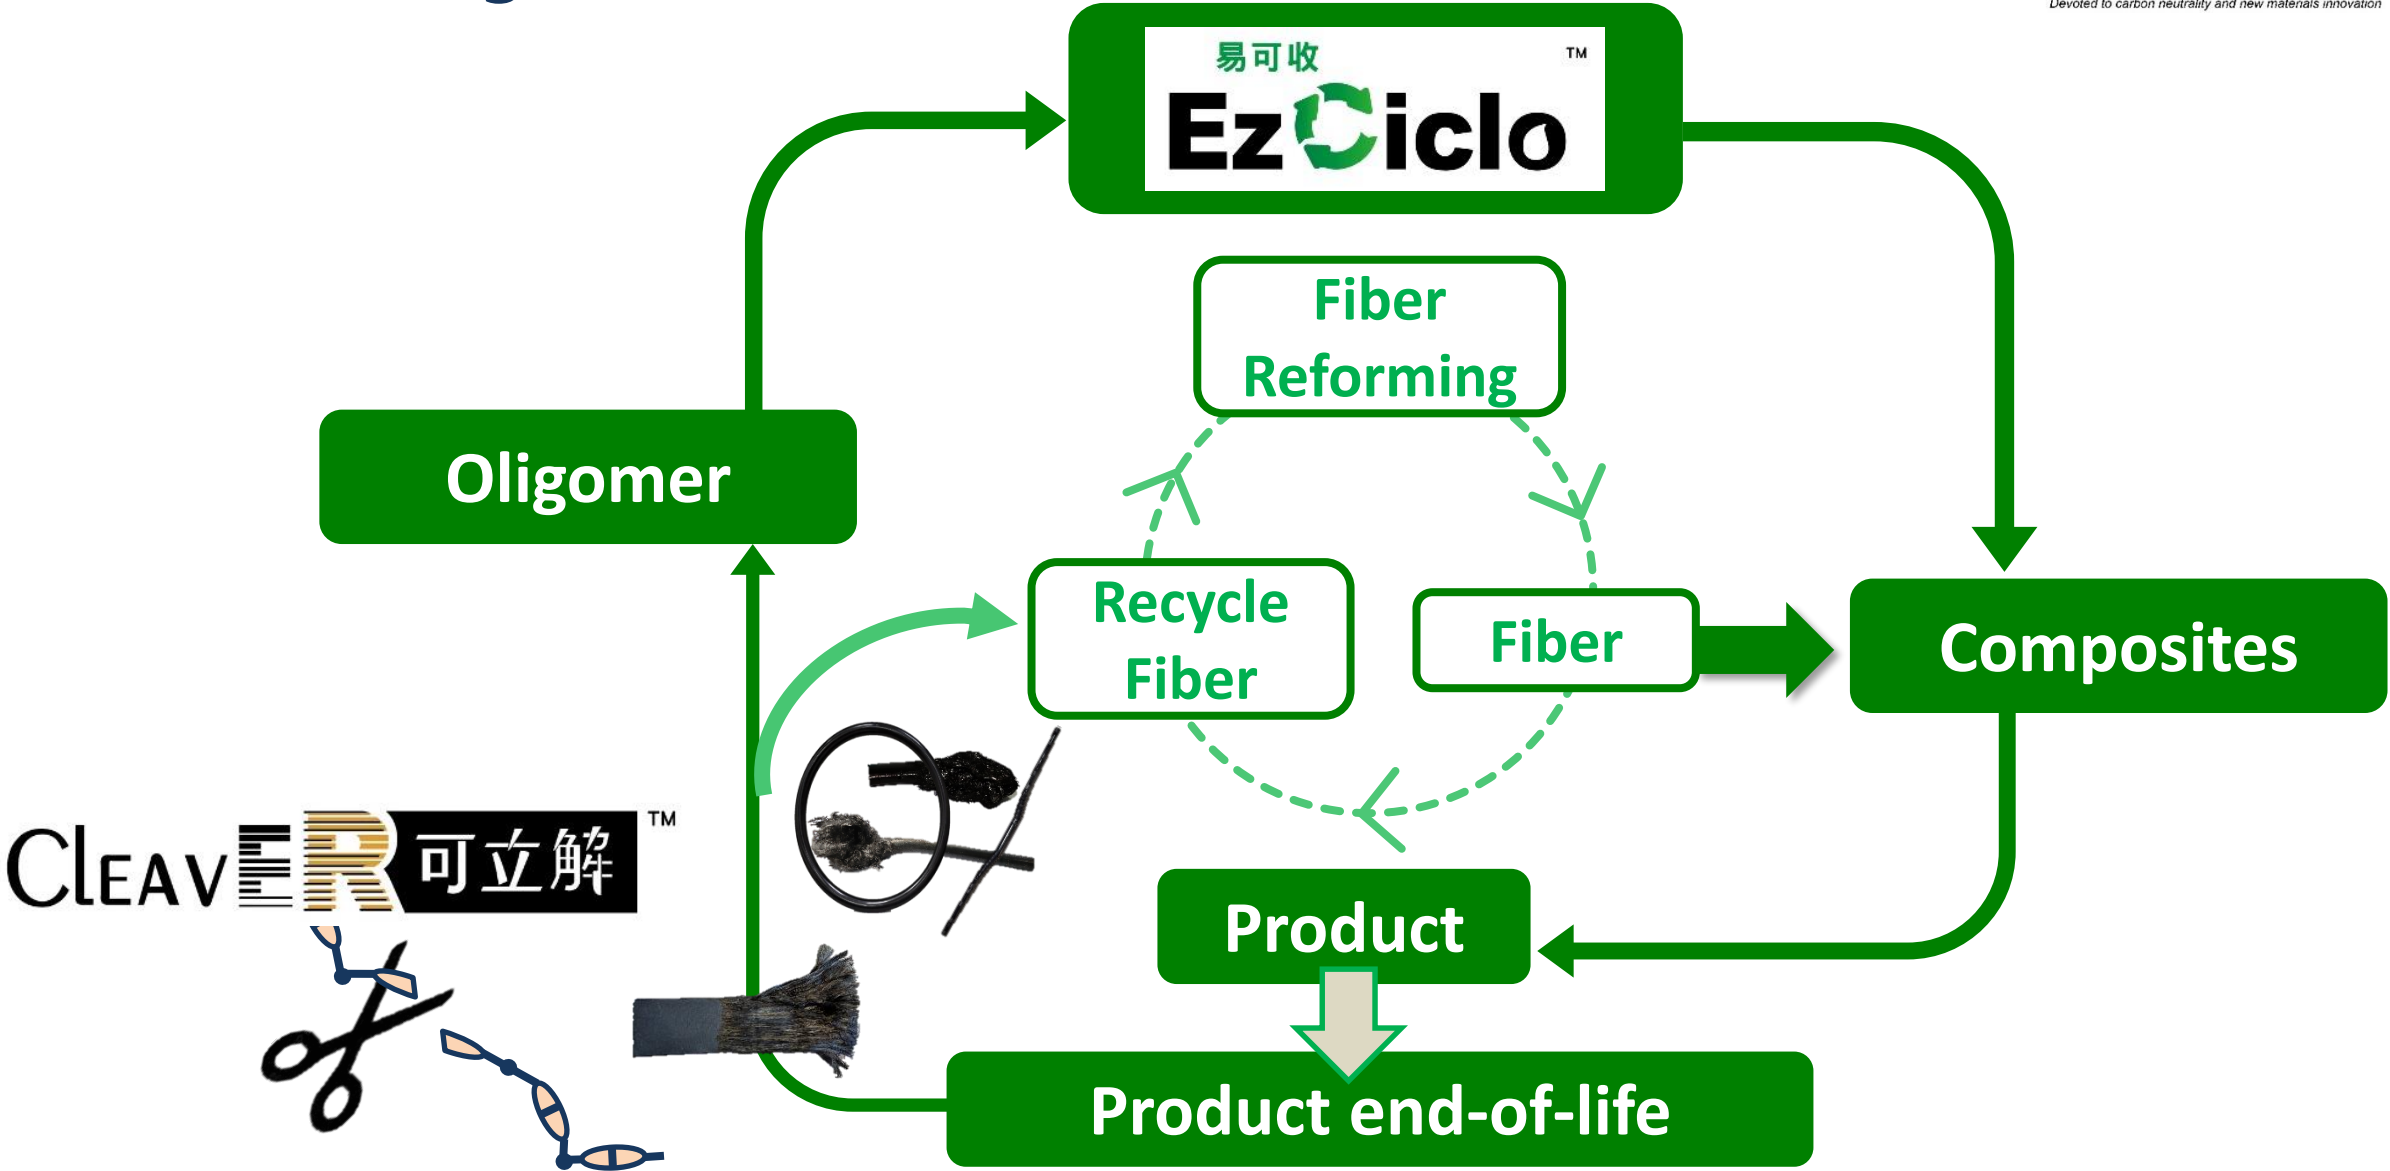 Devoted to carbon neutrality and new materials innovation
易可收
TM
EzCiclo
Fiber
Reforming
Oligomer
Recycle
Fiber
Fiber
Composites
CLEAVER 可立解 TM
Product
Product end-of-life